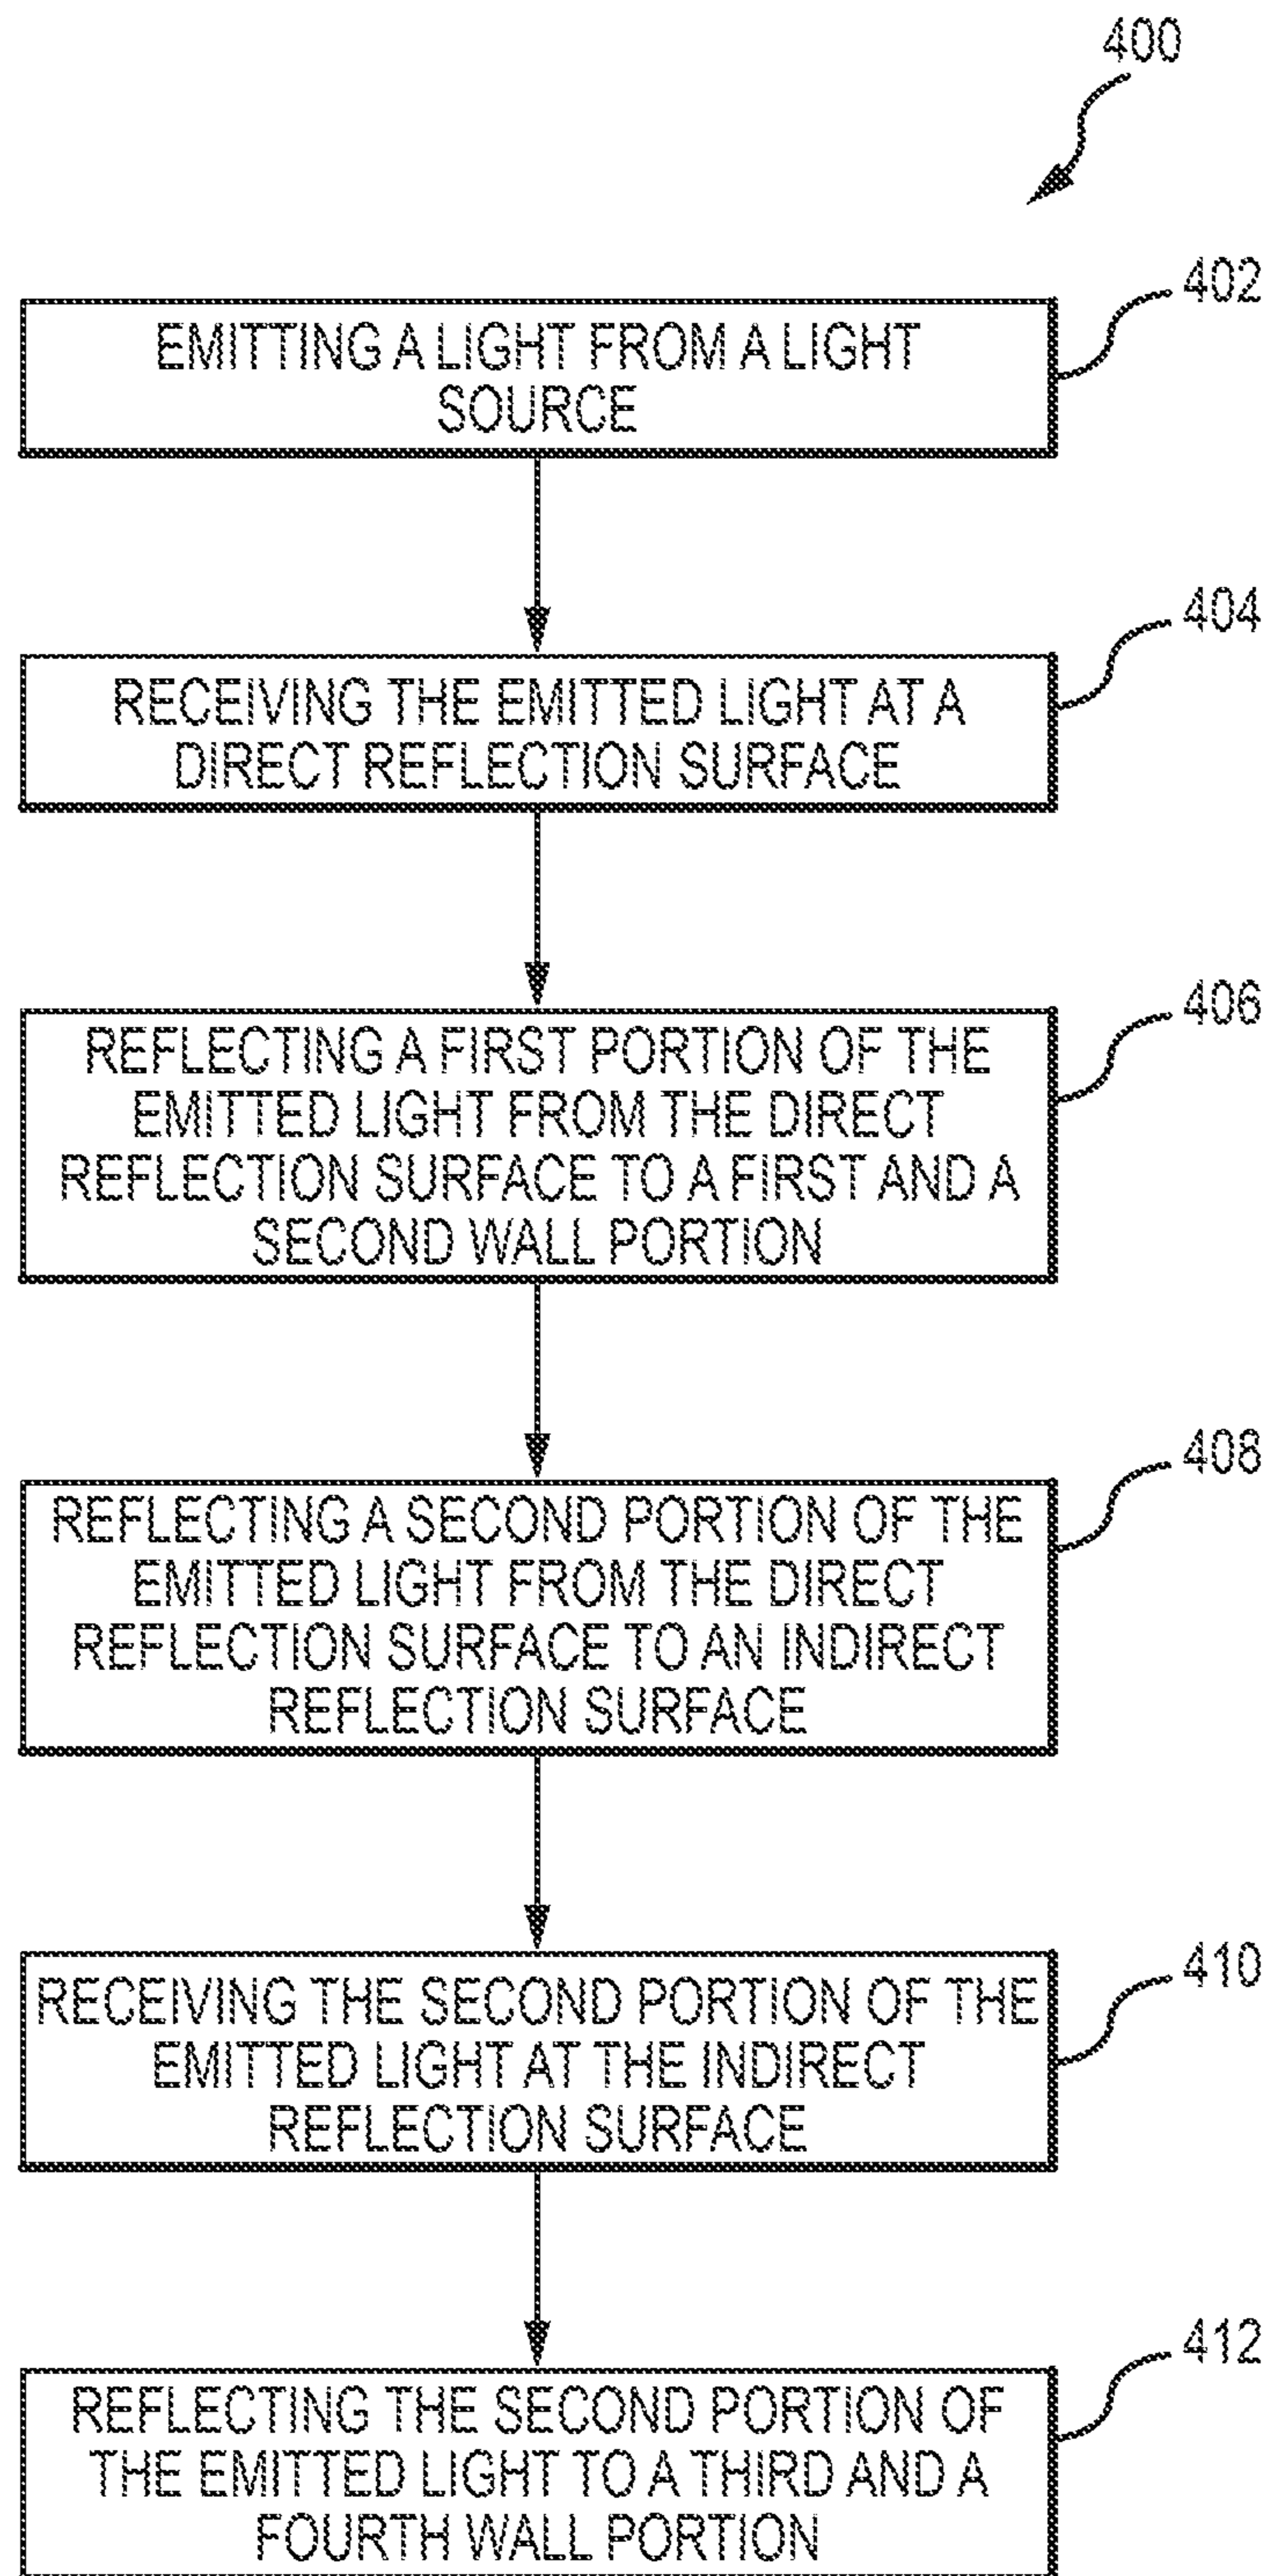 400
402
EMITTING A LIGHT FROM A LIGHT
SOURCE
404
RECEIVING THE EMITTED LIGHT AT A
DIRECT REFLECTION SURFACE
406
REFLECTING A FIRST PORTION OF THE
EMITTED LIGHT FROM THE DIRECT
REFLECTION SURFACE TO A FIRST AND A
SECOND WALL PORTION
408
REFLECTING A SECOND PORTION OF THE
EMITTED LIGHT FROM THE DIRECT
REFLECTION SURFACE TO AN INDIRECT
REFLECTION SURFACE
410
RECEIVING THE SECOND PORTION OF THE
EMITTED LIGHT AT THE INDIRECT
REFLECTION SURFACE
412
REFLECTING THE SECOND PORTION OF
THE EMITTED LIGHT TO A THIRD AND A
FOURTH WALL PORTION